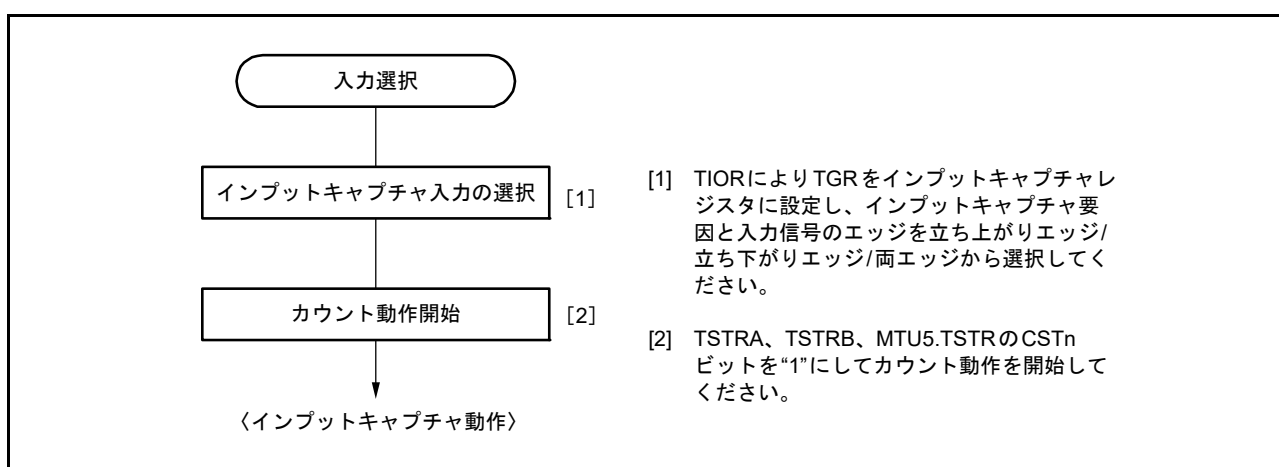 入力選択
インプットキャプチャ入力の選択 [1]
カウント動作開始 [2]
〈インプットキャプチャ動作〉
[1] TIORによりTGRをインプットキャプチャレ
ジスタに設定し、インプットキャプチャ要
因と入力信号のエッジを立ち上がりエッジ/
立ち下がりエッジ/両エッジから選択してく
ださい。
[2] TSTRA、TSTRB、MTU5.TSTRのCSTn
ビットを“1”にしてカウント動作を開始して
ください。